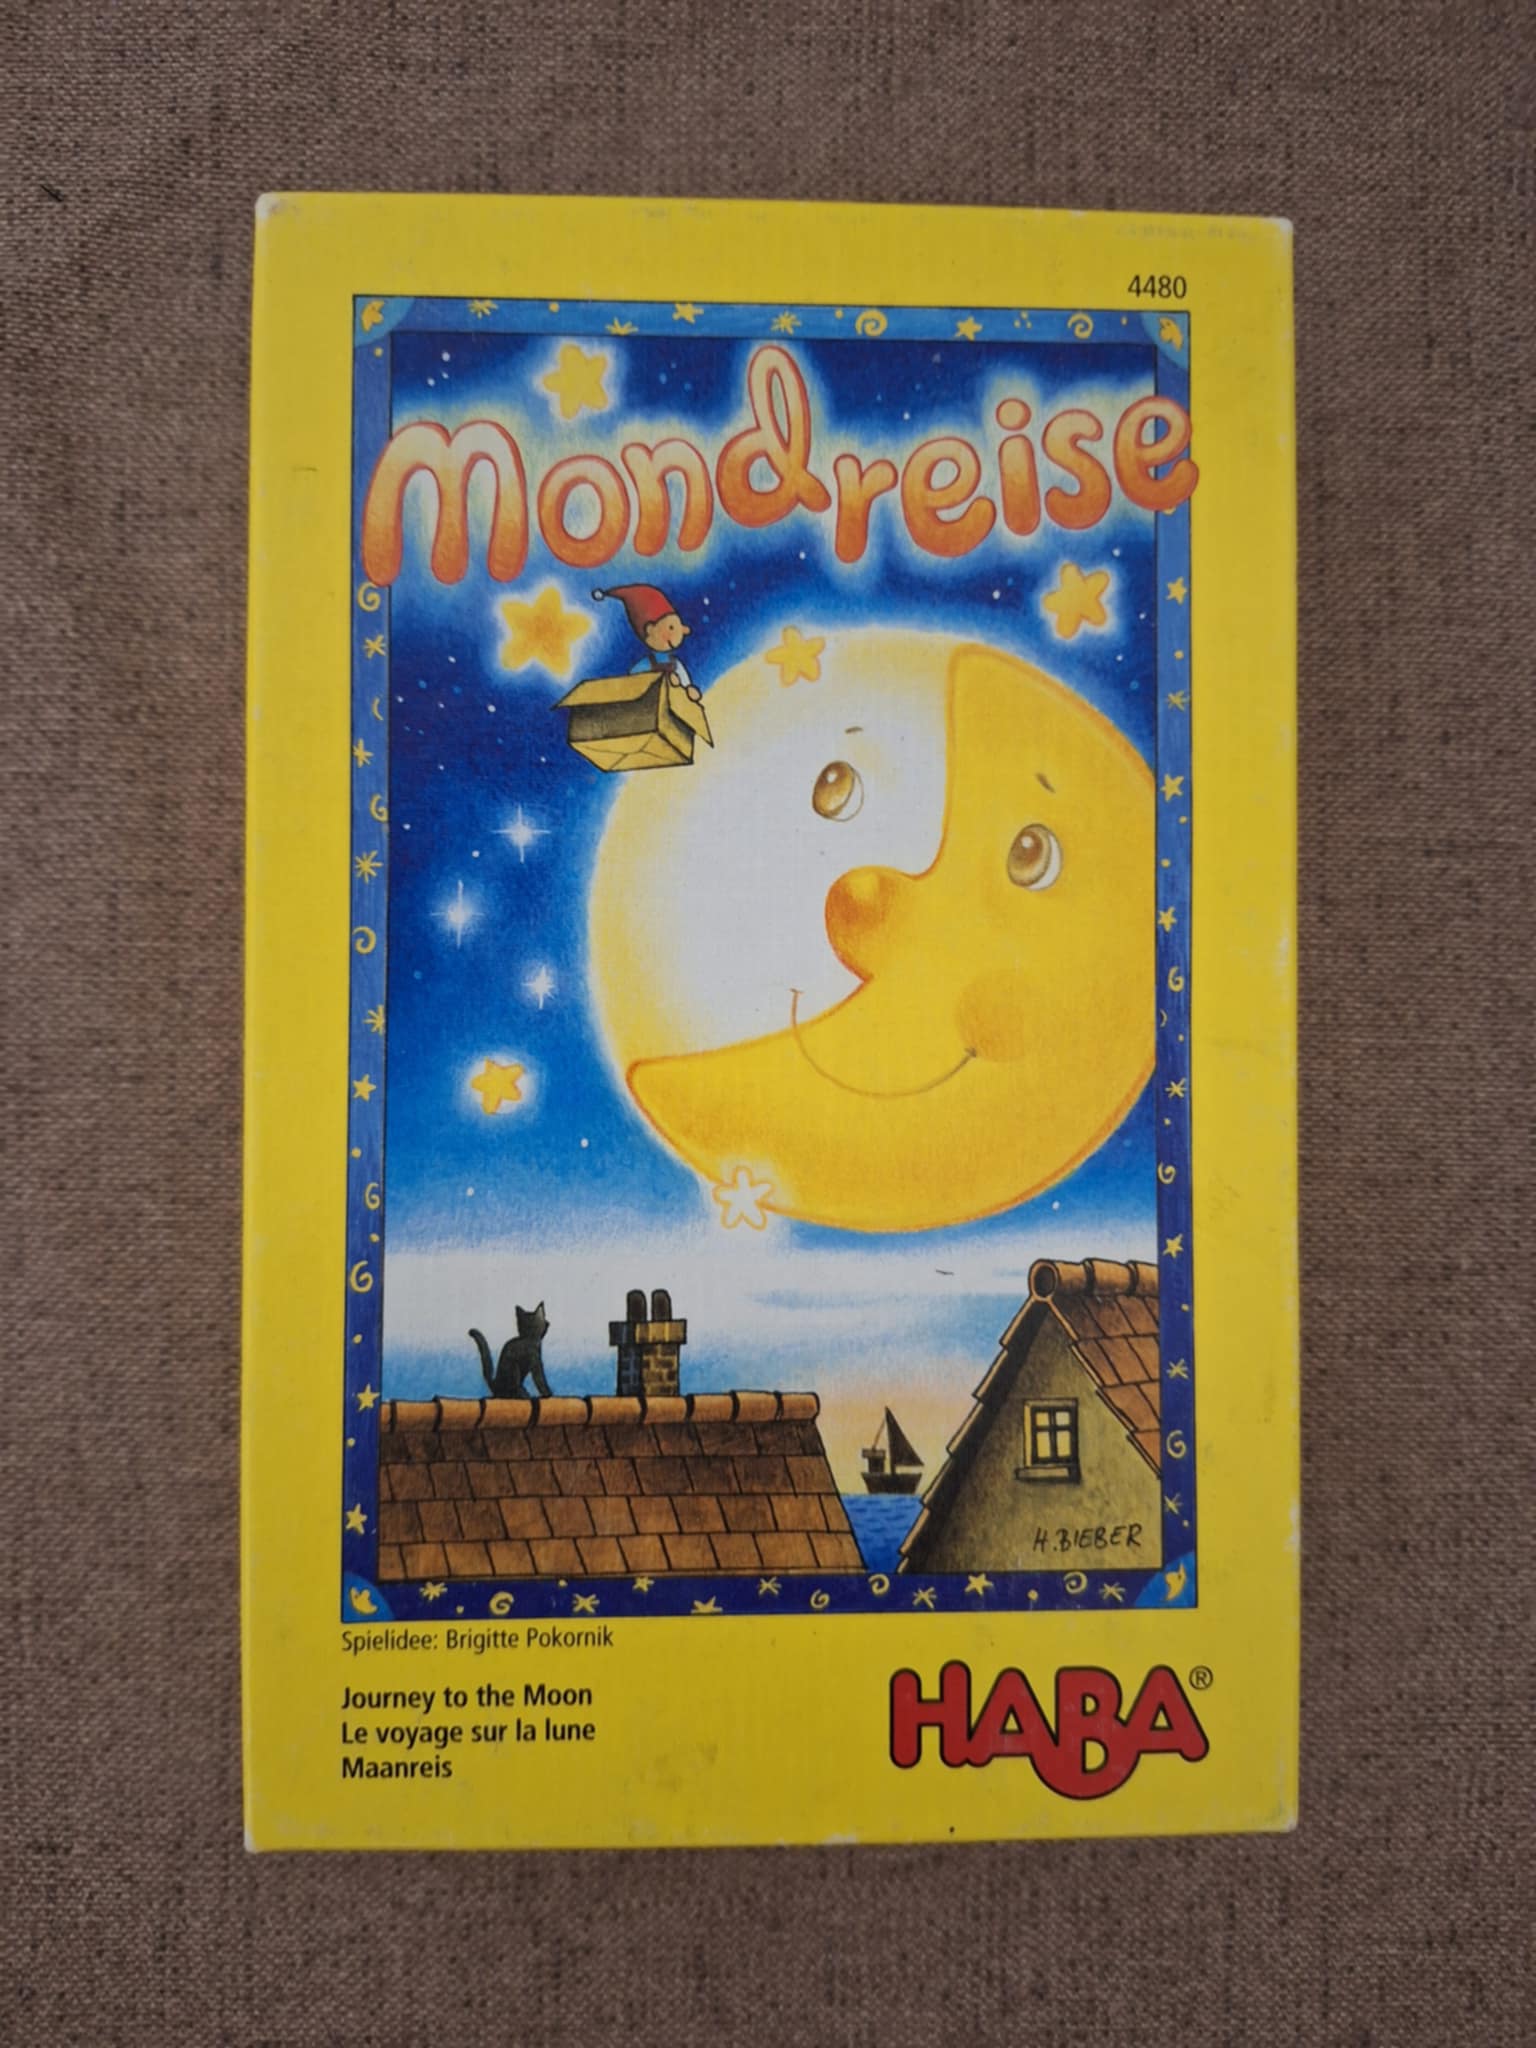 4480
Mondreise
H. BIEBER
Spielidee: Brigitte Pokornik
Journey to the Moon
Le voyage sur la lune
Maanreis
HABA®